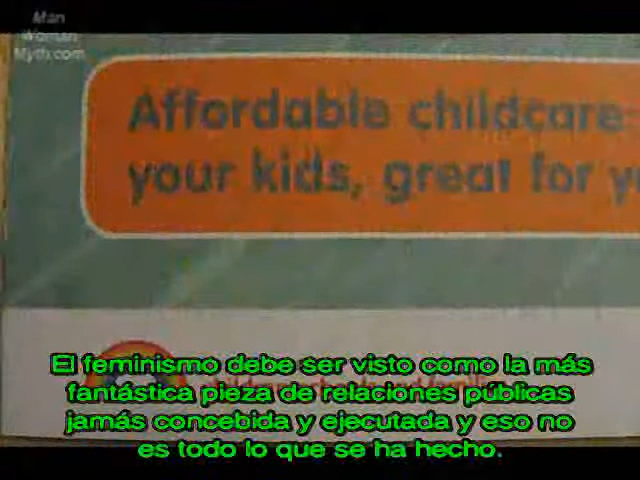 Man
Woman
Myth.com
Affordable childcare
your kids, great for
El feminismo debe ser visto como la más
fantástica pieza de relaciones públicas
jamás concebida y ejecutada y eso no
es todo lo que se ha hecho.